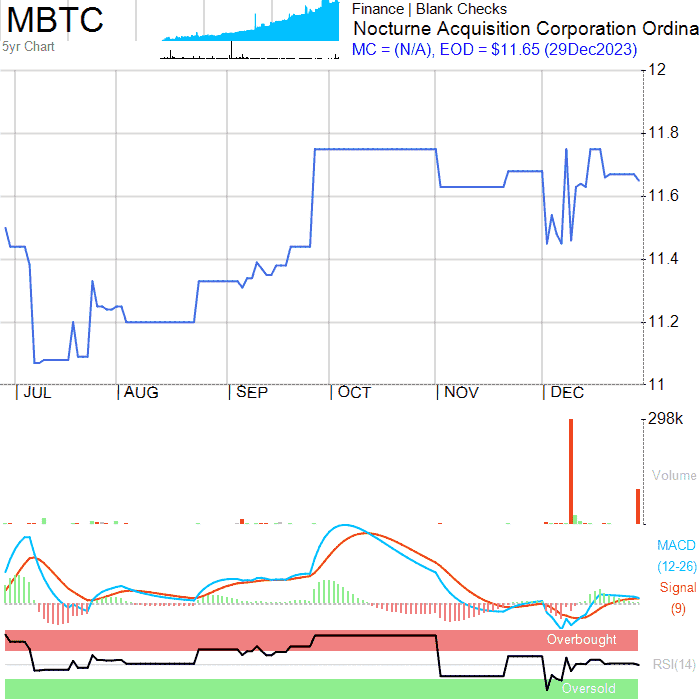 MBTC
5yr Chart
Finance | Blank Checks
Nocturne Acquisition Corporation Ordina
MC = (N/A), EOD = $11.65 (29Dec2023)
12
11.8
11.6
11.4
11.2
11
JUL AUG SEP OCT NOV DEC
298k
Volume
MACD
(12-26)
Signal
(9)
Overbought
RSI(14)
Oversold